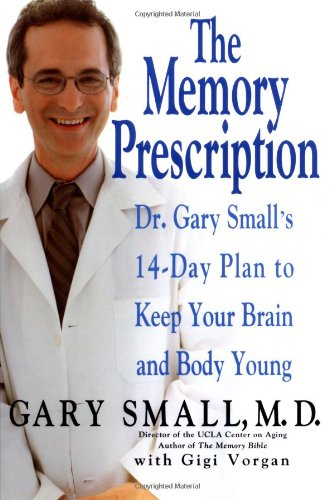 Copyrighted Material
The
Memory
Prescription
Dr. Gary Small's
14-Day Plan to
Keep Your Brain
and Body Young
GARY SMALL, M.D.
Director of the UCLA Center on Aging
Author of The Memory Bible
with Gigi Vorgan
Copyrighted Material